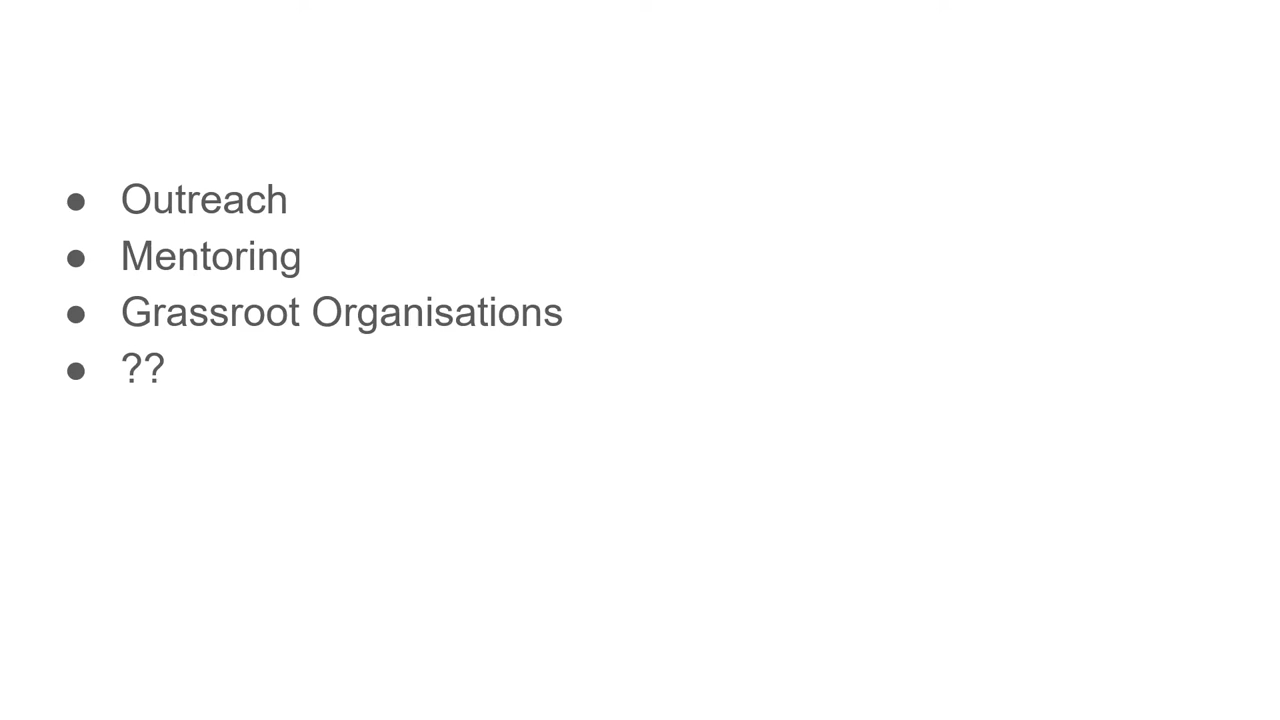 ● Outreach
● Mentoring
● Grassroot Organisations
● ??